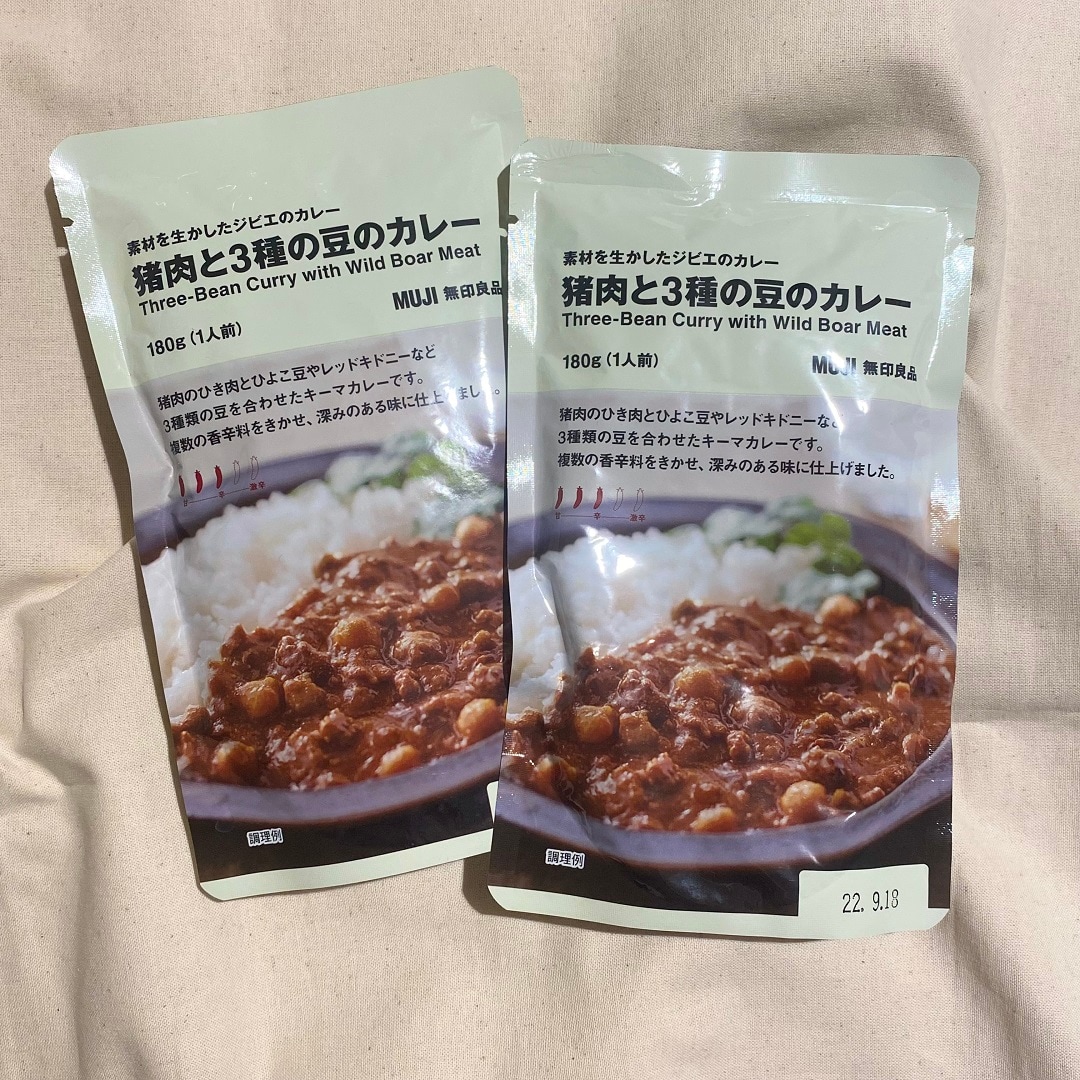 素材を生かしたジビエのカレー
猪肉と3種の豆のカレー
Three-Bean Curry with Wild Boar Meat
MUJI 無印良品
180g（1人前）
猪肉のひき肉とひよこ豆やレッドキドニーなど
3種類の豆を合わせたキーマカレーです。
複数の香辛料をきかせ、深みのある味に仕上げました。
甘 辛 激辛
調理例
素材を生かしたジビエのカレー
猪肉と3種の豆のカレー
Three-Bean Curry with Wild Boar Meat
180g（1人前）
MUJI 無印良品
猪肉のひき肉とひよこ豆やレッドキドニーなど
3種類の豆を合わせたキーマカレーです。
複数の香辛料をきかせ、深みのある味に仕上げました。
甘 辛 激辛
調理例
22. 9.18